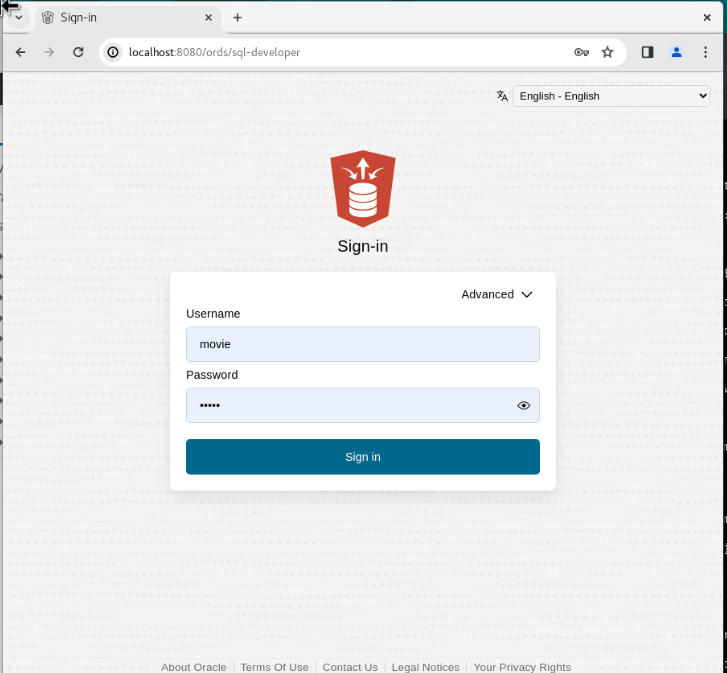 Sign-in
localhost:8080/ords/sql-developer
English - English
Sign-in
Advanced
Username
movie
Password
•••••
Sign in
About Oracle Terms Of Use Contact Us Legal Notices Your Privacy Rights